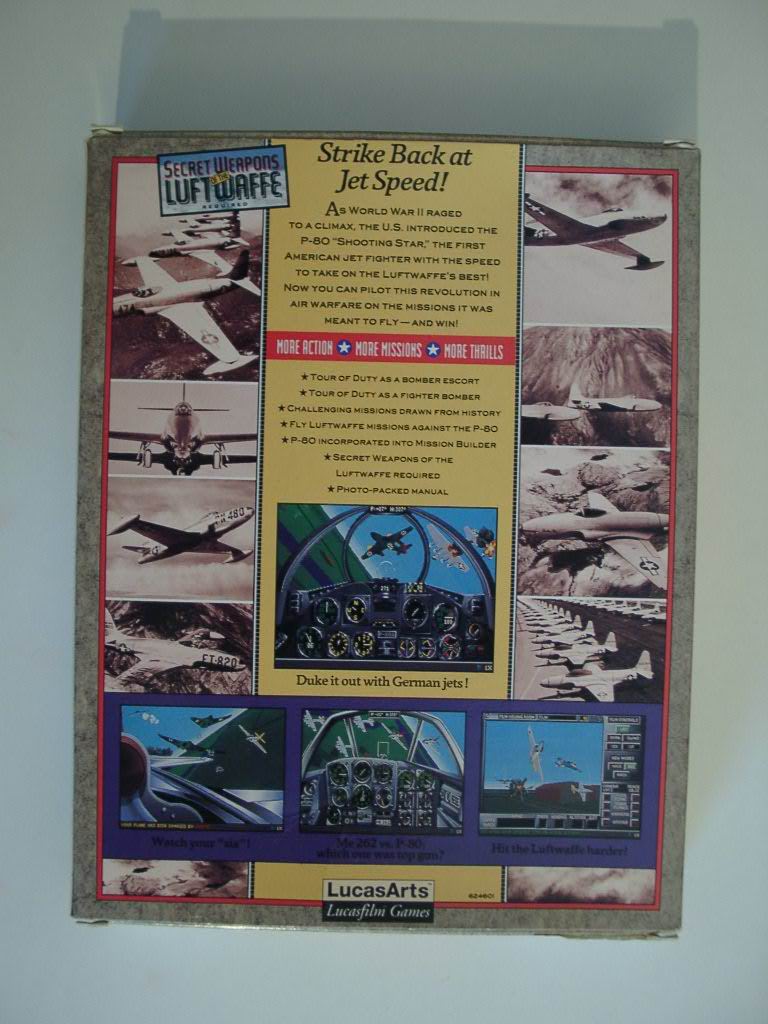 SECRET WEAPONS
OF THE
LUFTWAFFE
REQUIRED
Strike Back at
Jet Speed!
AS WORLD WAR II RAGED
TO A CLIMAX, THE U.S. INTRODUCED THE
P-80 "SHOOTING STAR," THE FIRST
AMERICAN JET FIGHTER WITH THE SPEED
TO TAKE ON THE LUFTWAFFE'S BEST!
NOW YOU CAN PILOT THIS REVOLUTION IN
AIR WARFARE ON THE MISSIONS IT WAS
MEANT TO FLY—AND WIN!
MORE ACTION ★ MORE MISSIONS ★ MORE THRILLS
★ TOUR OF DUTY AS A BOMBER ESCORT
★ TOUR OF DUTY AS A FIGHTER BOMBER
★ CHALLENGING MISSIONS DRAWN FROM HISTORY
★ FLY LUFTWAFFE MISSIONS AGAINST THE P-80
★ P-80 INCORPORATED INTO MISSION BUILDER
★ SECRET WEAPONS OF THE
LUFTWAFFE REQUIRED
★ PHOTO-PACKED MANUAL
FT-820
Duke it out with German jets!
Watch your "six"!
Me 262 vs. P-80:
which one was top gun?
Hit the Luftwaffe harder!
LucasArts
Lucasfilm Games
624601